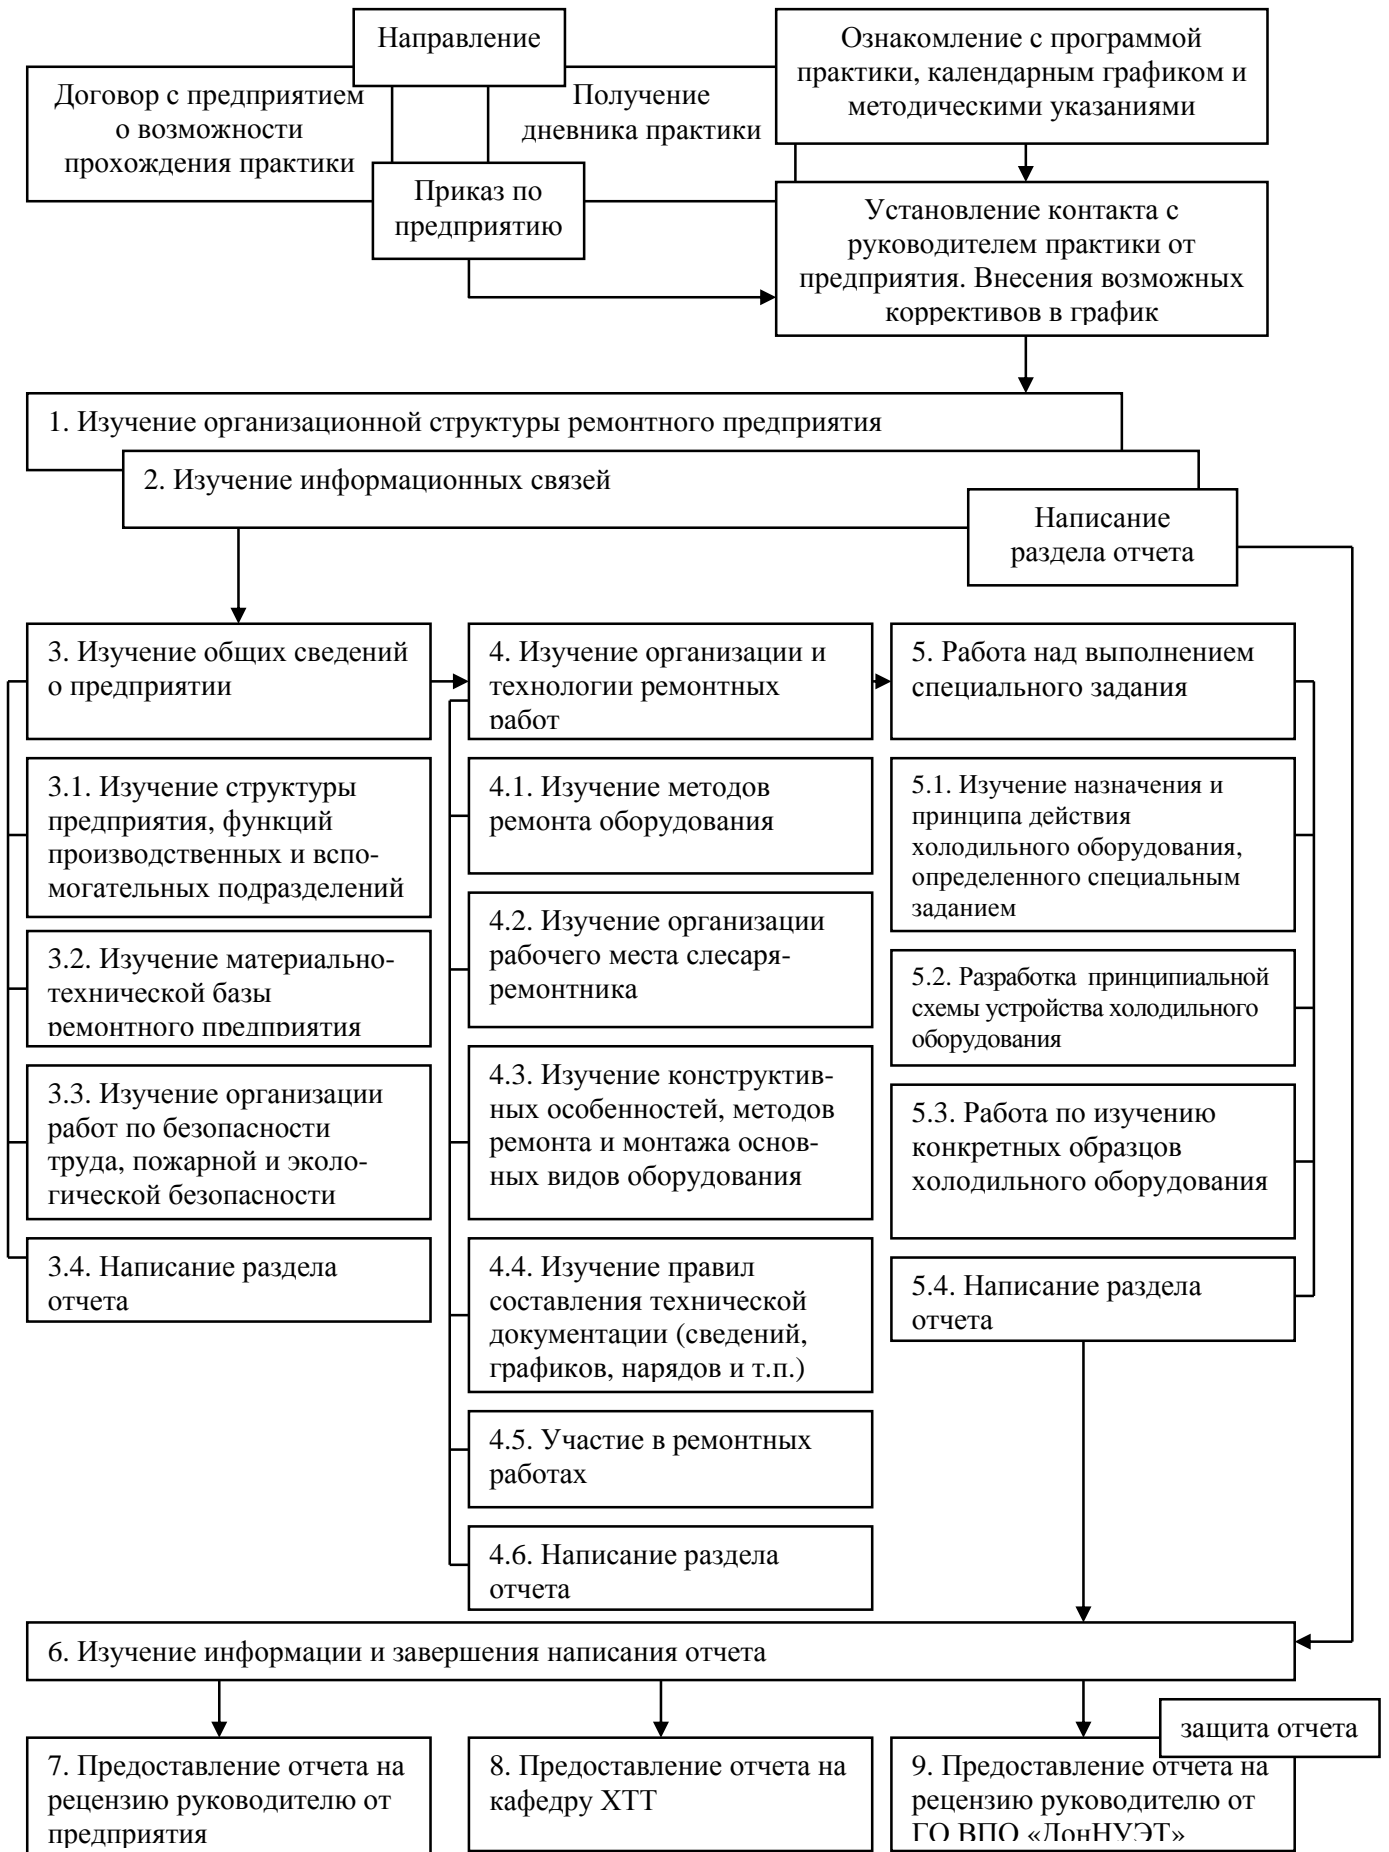 Направление
Договор с предприятием
о возможности
прохождения практики
Получение
дневника практики
Приказ по
предприятию
Ознакомление с программой
практики, календарным графиком и
методическими указаниями
Установление контакта с
руководителем практики от
предприятия. Внесения возможных
коррективов в график
1. Изучение организационной структуры ремонтного предприятия
2. Изучение информационных связей
Написание
раздела отчета
3. Изучение общих сведений
о предприятии
3.1. Изучение структуры
предприятия, функций
производственных и вспо-
могательных подразделений
3.2. Изучение материально-
технической базы
ремонтного предприятия
3.3. Изучение организации
работ по безопасности
труда, пожарной и эколо-
гической безопасности
3.4. Написание раздела
отчета
4. Изучение организации и
технологии ремонтных
работ
4.1. Изучение методов
ремонта оборудования
4.2. Изучение организации
рабочего места слесаря-
ремонтника
4.3. Изучение конструктив-
ных особенностей, методов
ремонта и монтажа основ-
ных видов оборудования
4.4. Изучение правил
составления технической
документации (сведений,
графиков, нарядов и т.п.)
4.5. Участие в ремонтных
работах
4.6. Написание раздела
отчета
5. Работа над выполнением
специального задания
5.1. Изучение назначения и
принципа действия
холодильного оборудования,
определенного специальным
заданием
5.2. Разработка принципиальной
схемы устройства холодильного
оборудования
5.3. Работа по изучению
конкретных образцов
холодильного оборудования
5.4. Написание раздела
отчета
6. Изучение информации и завершения написания отчета
7. Предоставление отчета на
рецензию руководителю от
предприятия
8. Предоставление отчета на
кафедру ХТТ
защита отчета
9. Предоставление отчета на
рецензию руководителю от
ГО ВПО «ДонНУЭТ»